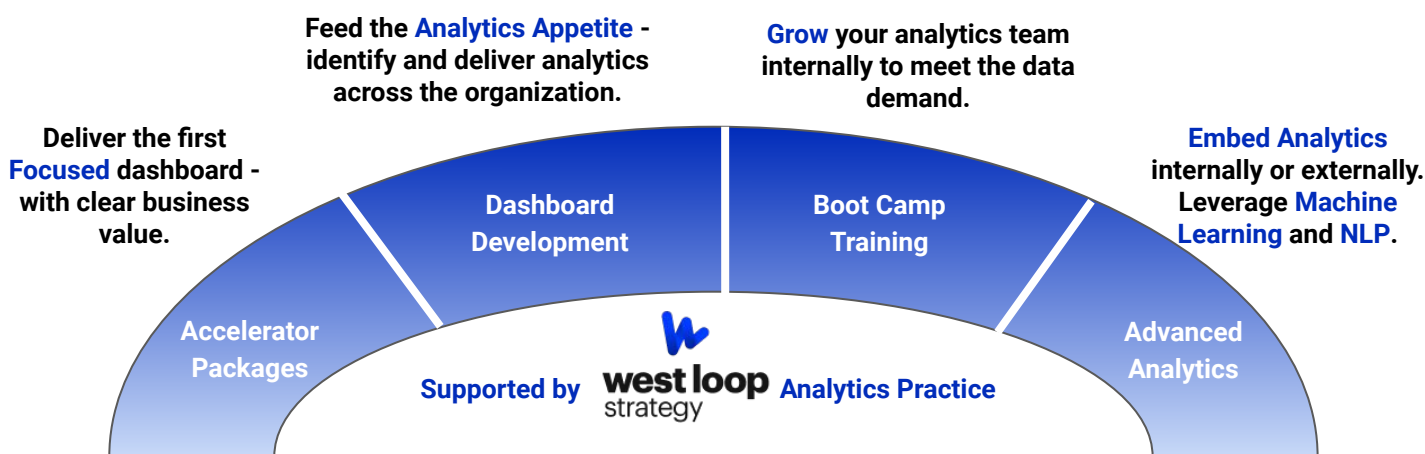 Feed the Analytics Appetite -
identify and deliver analytics
across the organization.
Grow your analytics team
internally to meet the data
demand.
Deliver the first
Focused dashboard -
with clear business
value.
Embed Analytics
internally or externally.
Leverage Machine
Learning and NLP.
Dashboard
Development
Boot Camp
Training
Accelerator
Packages
Advanced
Analytics
Supported by
west loop
strategy
Analytics Practice